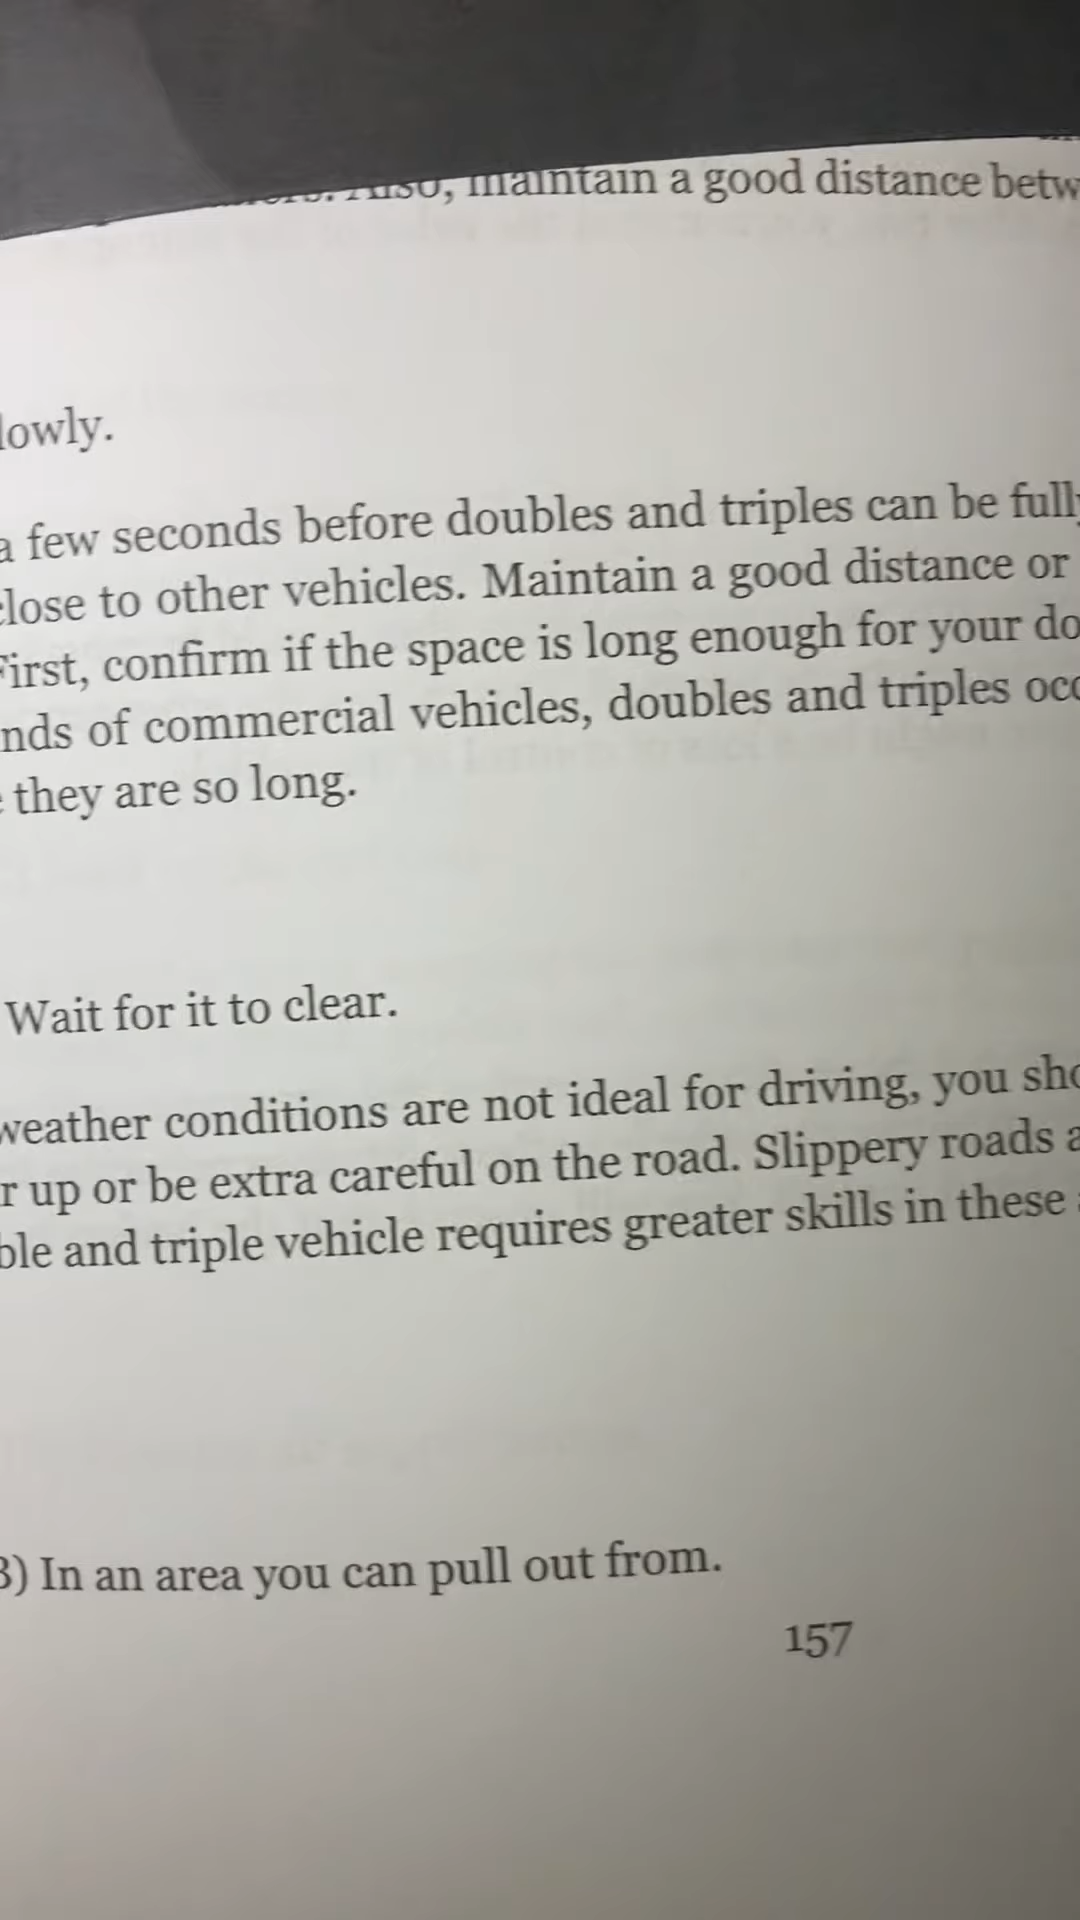 Also, maintain a good distance betw
lowly.
a few seconds before doubles and triples can be fully
close to other vehicles. Maintain a good distance or
First, confirm if the space is long enough for your do
nds of commercial vehicles, doubles and triples occ
they are so long.
Wait for it to clear.
weather conditions are not ideal for driving, you sho
r up or be extra careful on the road. Slippery roads a
ble and triple vehicle requires greater skills in these
B) In an area you can pull out from.
157